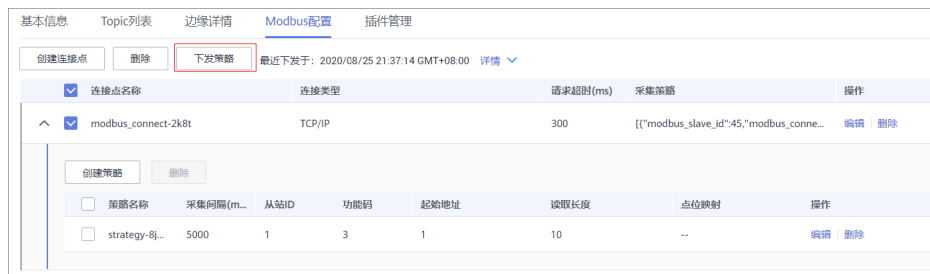 基本信息 Topic列表 边缘详情 Modbus配置 插件管理
创建连接点 删除 下发策略 最近下发于：2020/08/25 21:37:14 GMT+08:00 详情
连接点名称 连接类型 请求超时(ms) 采集策略 操作
modbus_connect-2k8t TCP/IP 300 [{"modbus_slave_id":45,"modbus_conne... 编辑 删除
创建策略 删除
策略名称 采集间隔(m... 从站ID 功能码 起始地址 读取长度 点位映射 操作
strategy-8j... 5000 1 3 1 10 -- 编辑 删除